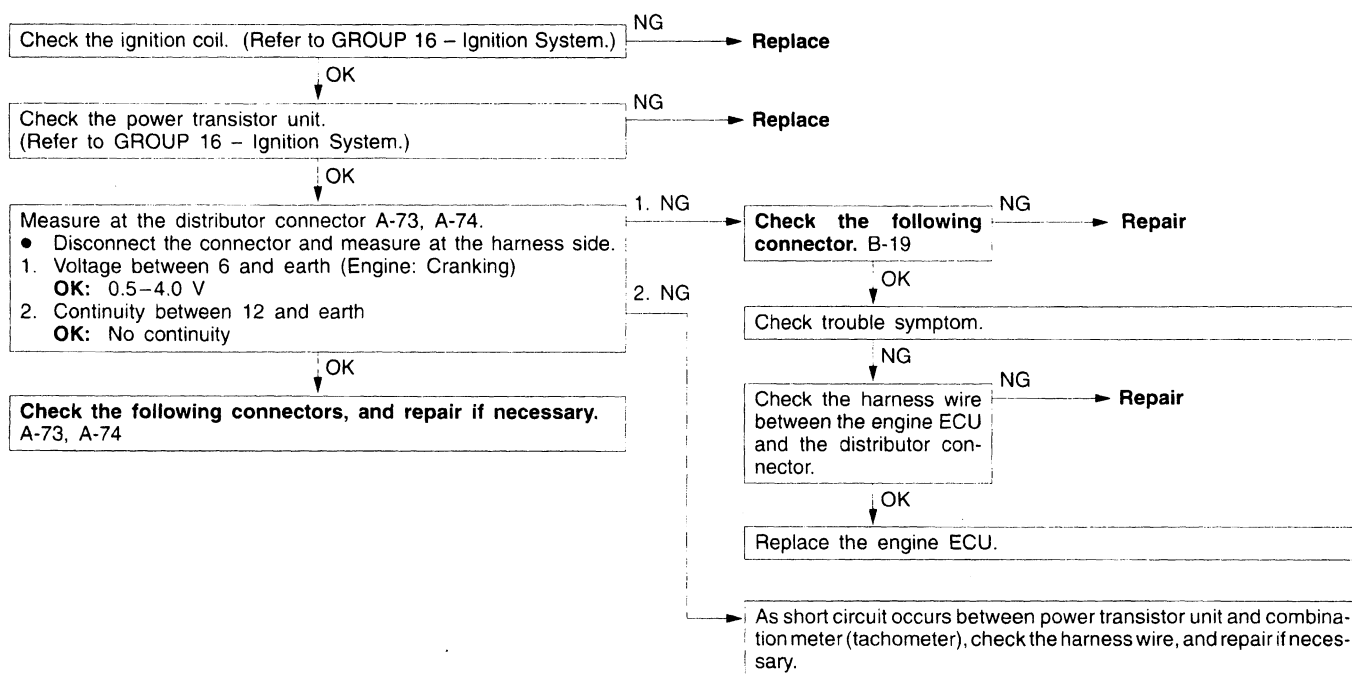 Check the ignition coil. (Refer to GROUP 16 – Ignition System.)
NG
Replace
OK
Check the power transistor unit.
(Refer to GROUP 16 – Ignition System.)
NG
Replace
OK
Measure at the distributor connector A-73, A-74.
● Disconnect the connector and measure at the harness side.
1. Voltage between 6 and earth (Engine: Cranking)
OK: 0.5–4.0 V
2. Continuity between 12 and earth
OK: No continuity
1. NG
2. NG
OK
Check the following connectors, and repair if necessary.
A-73, A-74
Check the following
connector. B-19
NG
Repair
OK
Check trouble symptom.
NG
Check the harness wire
between the engine ECU
and the distributor con-
nector.
NG
Repair
OK
Replace the engine ECU.
As short circuit occurs between power transistor unit and combina-
tion meter (tachometer), check the harness wire, and repair if neces-
sary.